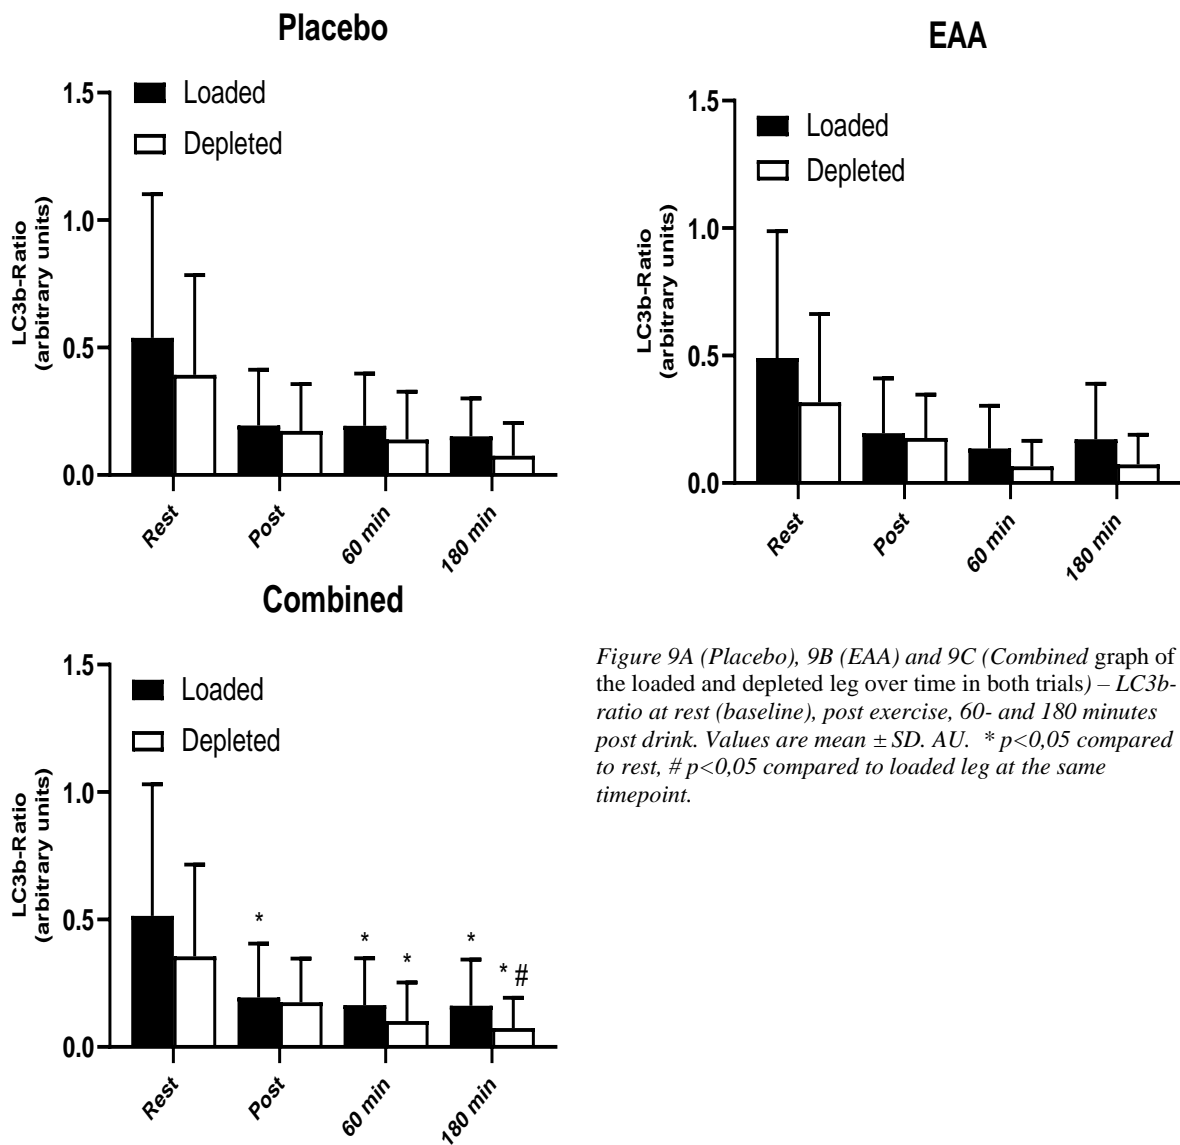 Placebo
1.5
1.0
0.5
0.0
LC3b-Ratio
(arbitrary units)
Loaded
Depleted
Rest
Post
60 min
180 min
EAA
1.5
1.0
0.5
0.0
LC3b-Ratio
(arbitrary units)
Loaded
Depleted
Rest
Post
60 min
180 min
Combined
1.5
1.0
0.5
0.0
LC3b-Ratio
(arbitrary units)
Loaded
Depleted
*
*
*
*
* #
Rest
Post
60 min
180 min
Figure 9A (Placebo), 9B (EAA) and 9C (Combined graph of
the loaded and depleted leg over time in both trials) – LC3b-
ratio at rest (baseline), post exercise, 60- and 180 minutes
post drink. Values are mean ± SD. AU. * p<0,05 compared
to rest, # p<0,05 compared to loaded leg at the same
timepoint.